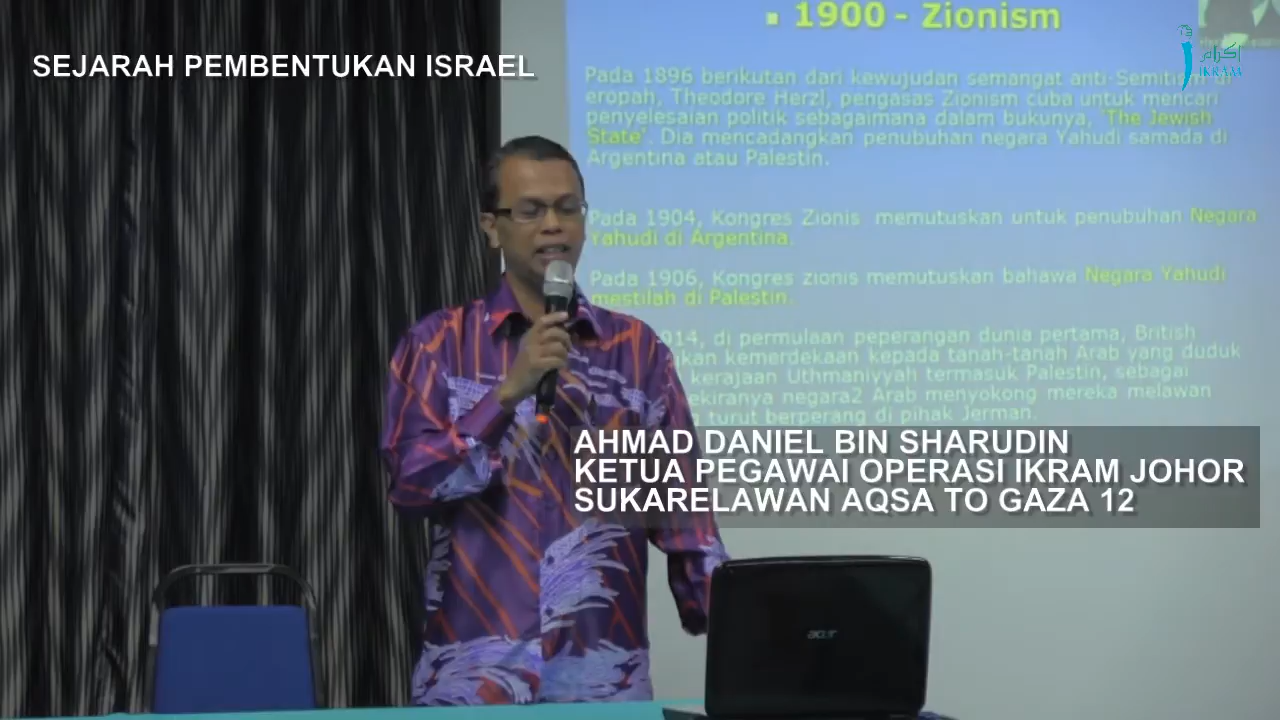 SEJARAH PEMBENTUKAN ISRAEL
1900 - Zionism
إكرام
IKRAM
Pada 1896 berikutan dari kewujudan semangat anti-Semitism di
eropah, Theodore Herzl, pengasas Zionism cuba untuk mencari
penyelesaian politik sebagaimana dalam bukunya, 'The Jewish
State'. Dia mencadangkan penubuhan negara Yahudi samada di
Argentina atau Palestin.
Pada 1904, Kongres Zionis memutuskan untuk penubuhan Negara
Yahudi di Argentina.
Pada 1906, Kongres zionis memutuskan bahawa Negara Yahudi
mestilah di Palestin.
914, di permulaan peperangan dunia pertama, British
kan kemerdekaan kepada tanah-tanah Arab yang duduk
kerajaan Uthmaniyyah termasuk Palestin, sebagai
ekiranya negara2 Arab menyokong mereka melawan
turut berperang di pihak Jerman.
AHMAD DANIEL BIN SHARUDIN
KETUA PEGAWAI OPERASI IKRAM JOHOR
SUKARELAWAN AQSA TO GAZA 12
acer